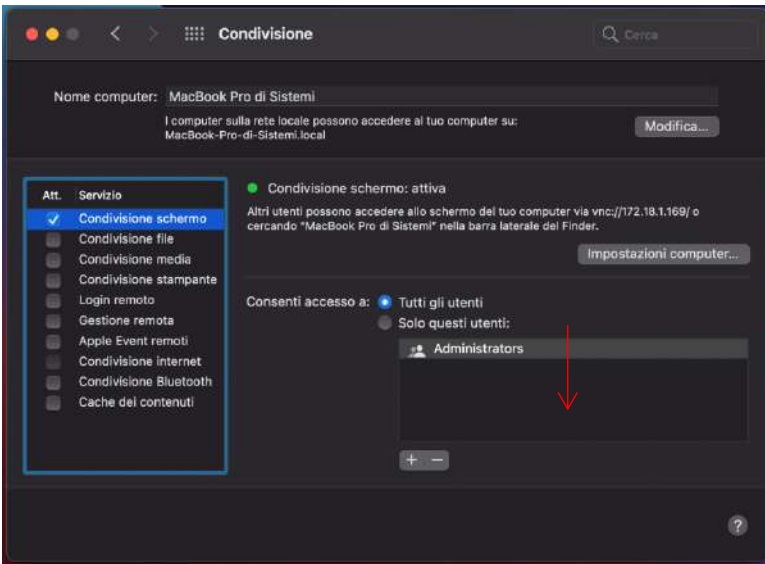 Condivisione
Cerca
Nome computer: MacBook Pro di Sistemi
I computer sulla rete locale possono accedere al tuo computer su:
MacBook-Pro-di-Sistemi.local
Modifica...
Att. Servizio
Condivisione schermo
Condivisione file
Condivisione media
Condivisione stampante
Login remoto
Gestione remota
Apple Event remoti
Condivisione internet
Condivisione Bluetooth
Cache dei contenuti
Condivisione schermo: attiva
Altri utenti possono accedere allo schermo del tuo computer via vnc://172.18.1.169/ o
cercando "MacBook Pro di Sistemi" nella barra laterale del Finder.
Impostazioni computer...
Consenti accesso a: Tutti gli utenti
Solo questi utenti:
Administrators
+ −
?